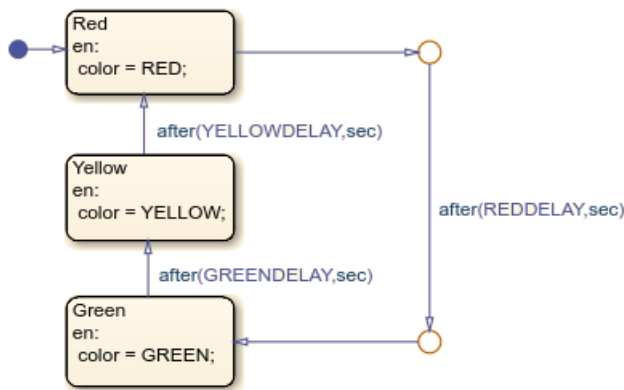 Red
en:
color = RED;
after(YELLOWDELAY,sec)
Yellow
en:
color = YELLOW;
after(REDDELAY,sec)
after(GREENDELAY,sec)
Green
en:
color = GREEN;